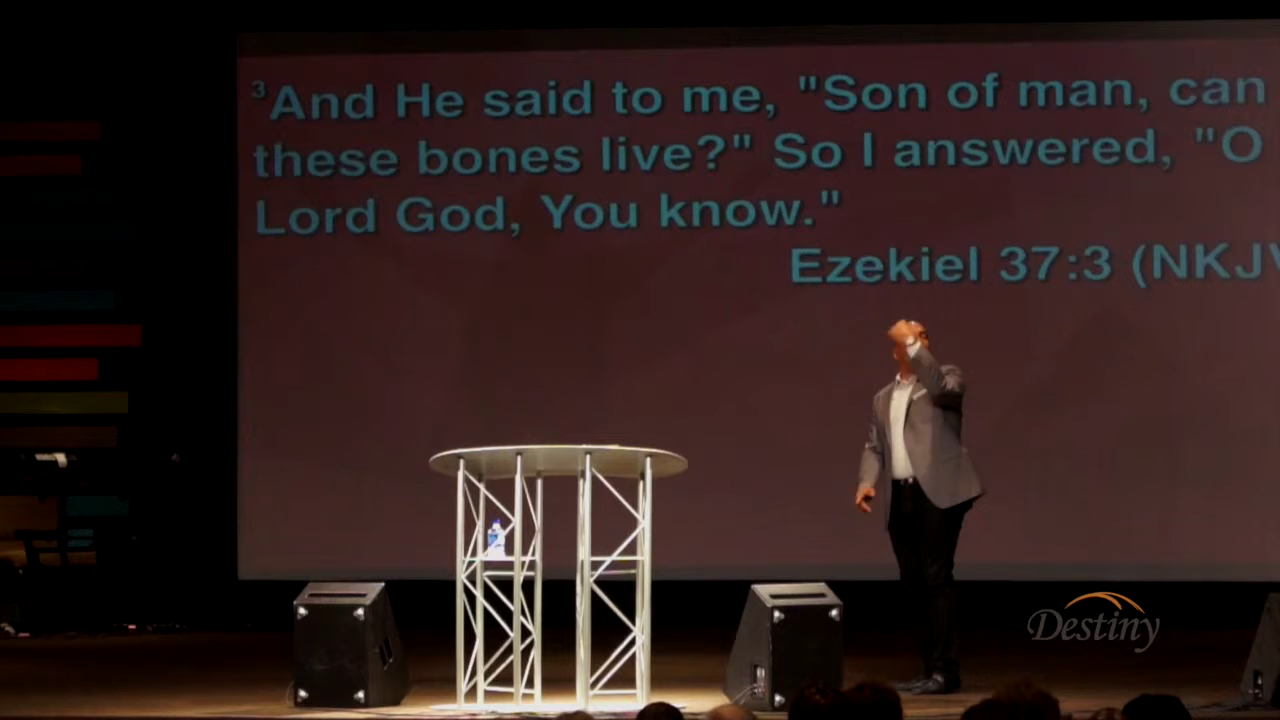 3And He said to me, "Son of man, can
these bones live?" So I answered, "O
Lord God, You know."
Ezekiel 37:3 (NKJV
Destiny